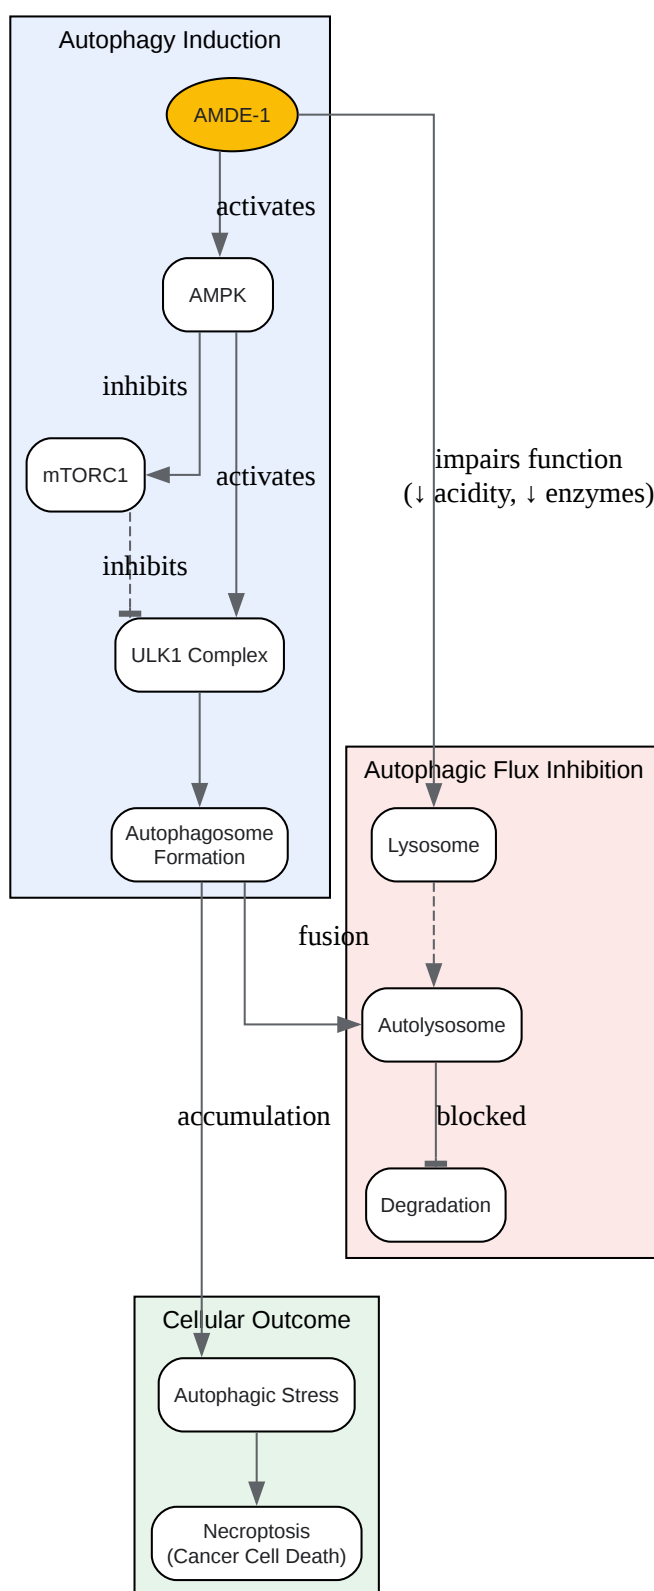 Autophagy Induction
AMDE-1
activates
AMPK
inhibits
mTORC1
activates
impairs function
(↓ acidity, ↓ enzymes)
inhibits
ULK1 Complex
Autophagic Flux Inhibition
Autophagosome
Formation
Lysosome
fusion
Autolysosome
accumulation
blocked
Degradation
Cellular Outcome
Autophagic Stress
Necroptosis
(Cancer Cell Death)